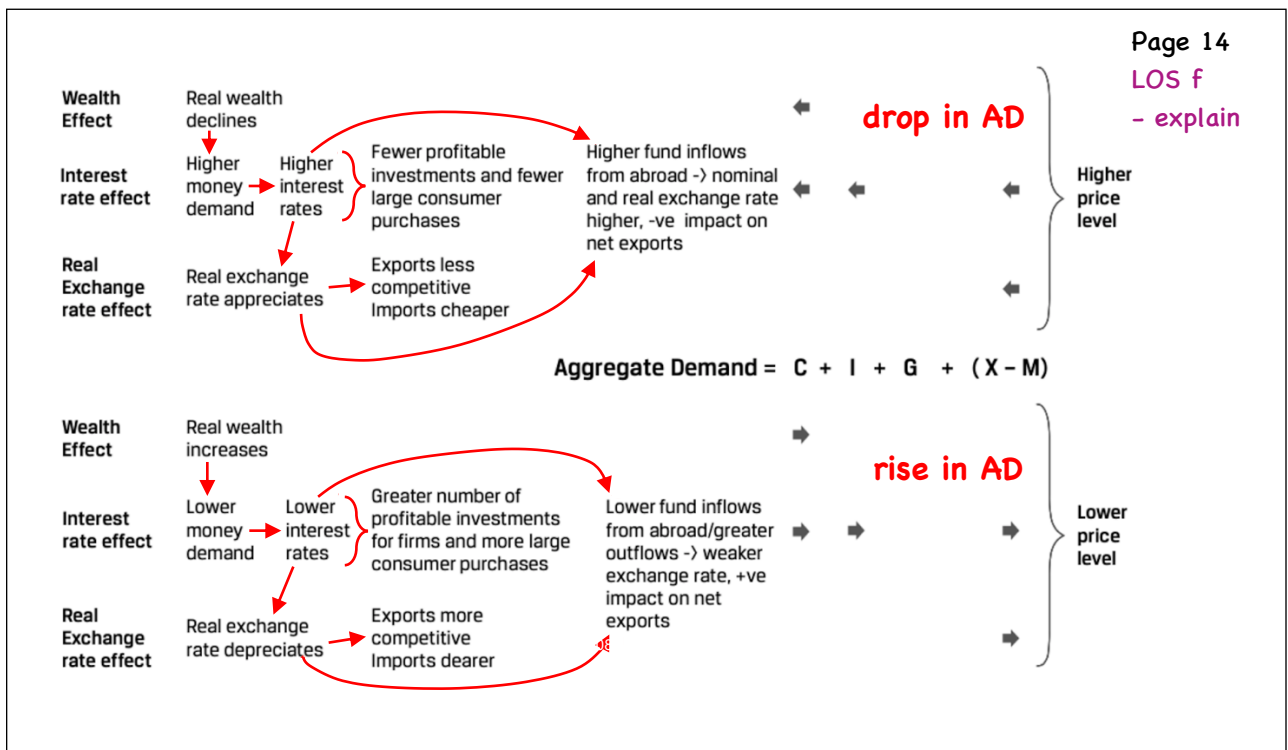 Page 14
LOS f
- explain
Wealth
Effect
Real wealth
declines
drop in AD
Interest
rate effect
Higher
money
demand
Higher
interest
rates
Fewer profitable
investments and fewer
large consumer
purchases
Higher fund inflows
from abroad -> nominal
and real exchange rate
higher, -ve impact on
net exports
Higher
price
level
Real
Exchange
rate effect
Real exchange
rate appreciates
Exports less
competitive
Imports cheaper
Aggregate Demand = C + I + G + ( X – M)
Wealth
Effect
Real wealth
increases
rise in AD
Interest
rate effect
Lower
money
demand
Lower
interest
rates
Greater number of
profitable investments
for firms and more large
consumer purchases
Lower fund inflows
from abroad/greater
outflows -> weaker
exchange rate, +ve
impact on net
exports
Lower
price
level
Real
Exchange
rate effect
Real exchange
rate depreciates
Exports more
competitive
Imports dearer